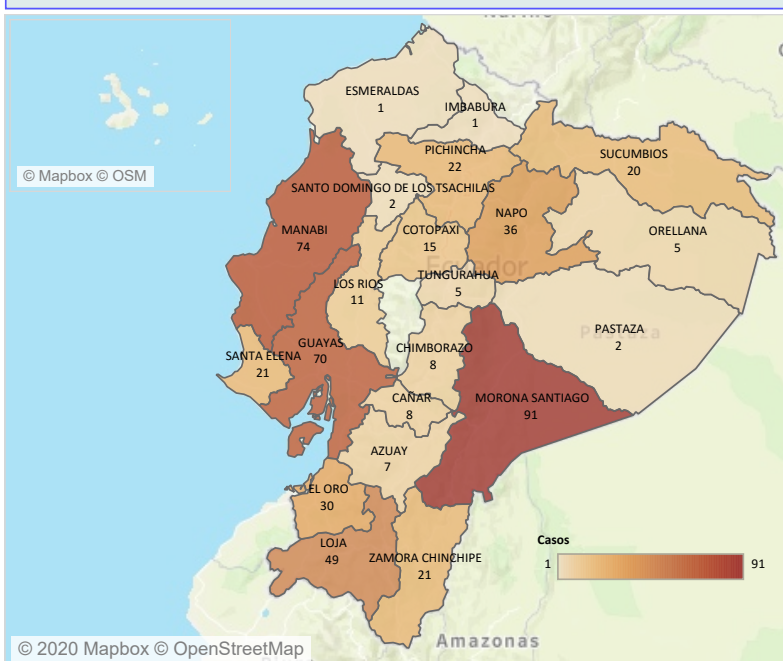 © Mapbox © OSM
ESMERALDAS
1
IMBABURA
1
PICHINCHA
22
SUCUMBIOS
20
SANTO DOMINGO DE LOS TSACHILAS
2
NAPO
36
MANABI
74
COTOPAXI
15
ORELLANA
5
Ecuador
TUNGURAHUA
5
LOS RIOS
11
PASTAZA
Pastaza
2
GUAYAS
70
CHIMBORAZO
8
SANTA ELENA
21
MORONA SANTIAGO
91
CAÑAR
8
AZUAY
7
EL ORO
30
LOJA
49
ZAMORA CHINCHIPE
21
Casos
1
91
Amazonas
© 2020 Mapbox © OpenStreetMap